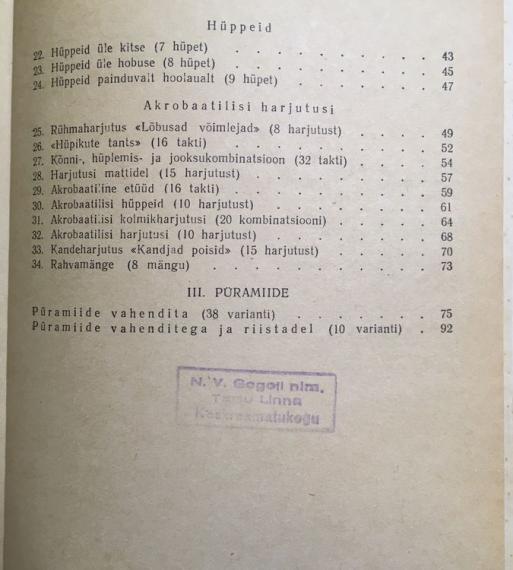 Hüppeid
22. Hüppeid üle kitse (7 hüpet) . . . . . . . . . . 43
23. Hüppeid üle hobuse (8 hüpet) . . . . . . . . . 45
24. Hüppeid painduvalt hoolaualt (9 hüpet) . . . . . . 47
Akrobaatilisi harjutusi
25. Rühmaharjutus «Lõbusad võimlejad» (8 harjutust) . . . . 49
26. «Hüpikute tants» (16 takti) . . . . . . . . . . 52
27. Kõnni-, hüplemis- ja jooksukombinatsioon (32 takti) . . . . 54
28. Harjutusi mattidel (15 harjutust) . . . . . . . . . 57
29. Akrobaatiline etüüd (16 takti) . . . . . . . . . . 59
30. Akrobaatilisi hüppeid (10 harjutust) . . . . . . . . 61
31. Akrobaatilisi kolmikharjutusi (20 kombinatsiooni) . . . . . 64
32. Akrobaatilisi harjutusi (10 harjutust) . . . . . . . . 68
33. Kandeharjutus «Kandjad poisid» (15 harjutust) . . . . . 70
34. Rahvamänge (8 mängu) . . . . . . . . . . . 73
III. PÜRAMIIDE
Püramiide vahendita (38 varianti) . . . . . . . 75
Püramiide vahenditega ja riistadel (10 varianti) . 92
N. V. Gogoli nim.
Tartu Linna
Keskraamatukogu